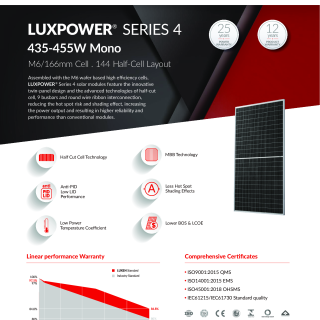 LUXPOWER® SERIES 4
435-455W Mono
M6/166mm Cell . 144 Half-Cell Layout
25
YEARS
12
YEARS
Assembled with the M6 wafer based high efficiency cells,
LUXPOWER® Series 4 solar modules feature the innovative
twin-panel design and the advanced technologies of half-cut
cell, 9 busbars and round wire ribbon interconnection,
reducing the hot spot risk and shading effect, increasing
the power output and resulting in higher reliability and
performance than conventional modules.
Half Cut Cell Technology
MBB Technology
Anti-PID
Low LID
Performance
Less Hot Spot
Shading Effects
Low Power
Temperature Coefficient
Lower BOS & LCOE
Linear performance Warranty
Comprehensive Certificates
LUXEN Standard
Industry Standard
100%
• ISO9001:2015 QMS
• ISO14001:2015 EMS
• ISO45001:2018 OHSMS
• IEC61215/IEC61730 Standard quality